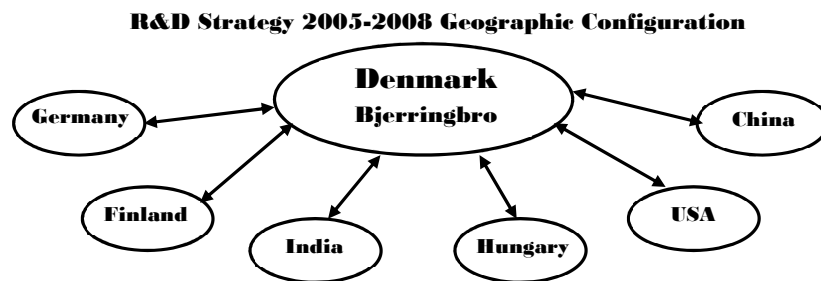 R&D Strategy 2005-2008 Geographic Configuration
Denmark
Bjerringbro
Germany
China
Finland
USA
India
Hungary